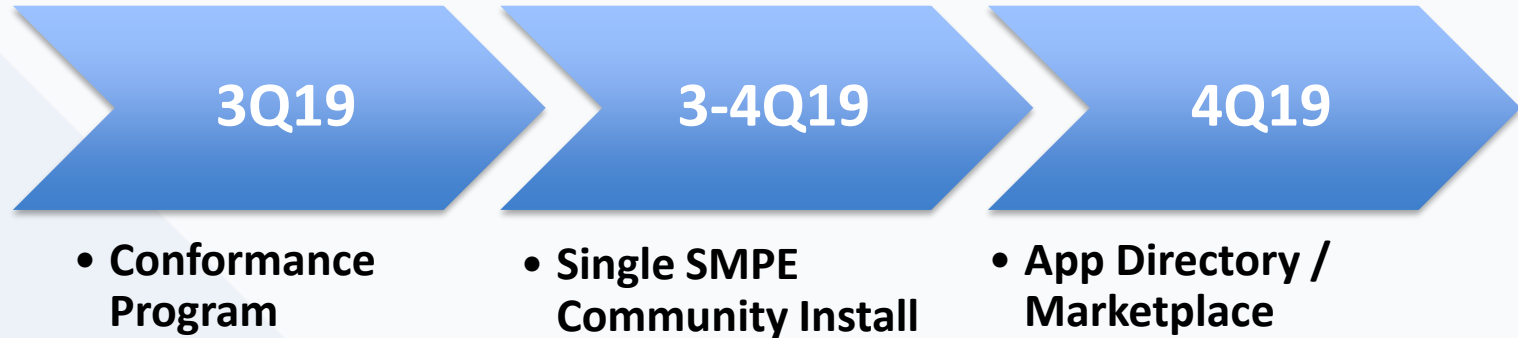 3Q19
3-4Q19
4Q19
• Conformance
Program
• Single SMPE
Community Install
• App Directory /
Marketplace